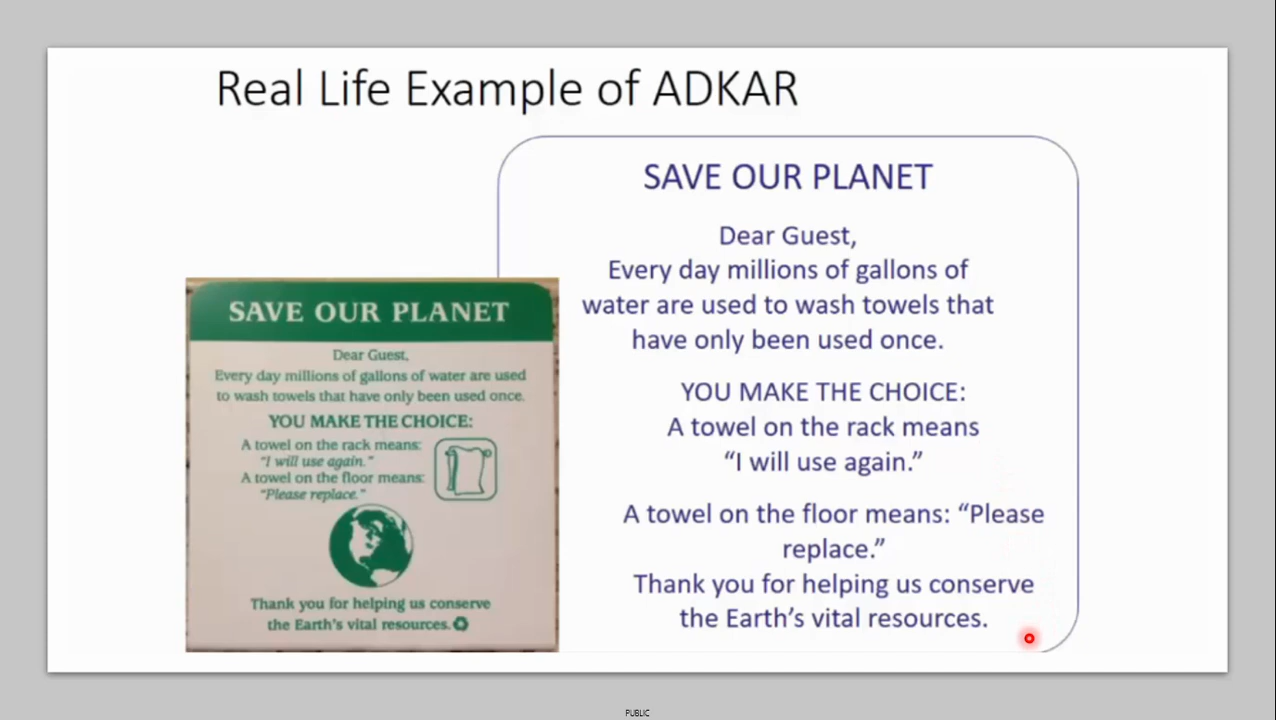 Real Life Example of ADKAR
SAVE OUR PLANET
Dear Guest,
Every day millions of gallons of
water are used to wash towels that
have only been used once.
YOU MAKE THE CHOICE:
A towel on the rack means
“I will use again.”
A towel on the floor means: “Please
replace.”
Thank you for helping us conserve
the Earth’s vital resources.
SAVE OUR PLANET
Dear Guest,
Every day millions of gallons of water are used
to wash towels that have only been used once.
YOU MAKE THE CHOICE:
A towel on the rack means:
“I will use again.”
A towel on the floor means:
“Please replace.”
Thank you for helping us conserve
the Earth’s vital resources.
PUBLIC